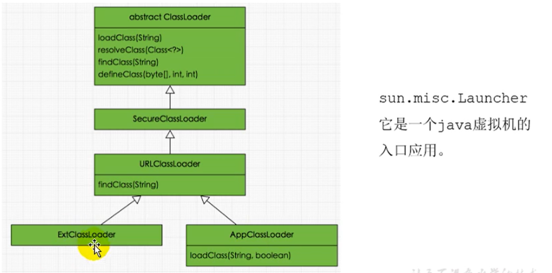 abstract ClassLoader
loadClass(String)
resolveClass(Class<?>)
findClass(String)
defineClass(byte[], int, int)
SecureClassLoader
URLClassLoader
findClass(String)
ExtClassLoader
AppClassLoader
loadClass(String, boolean)
sun.misc.Launcher
它是一个java虚拟机的
入口应用。